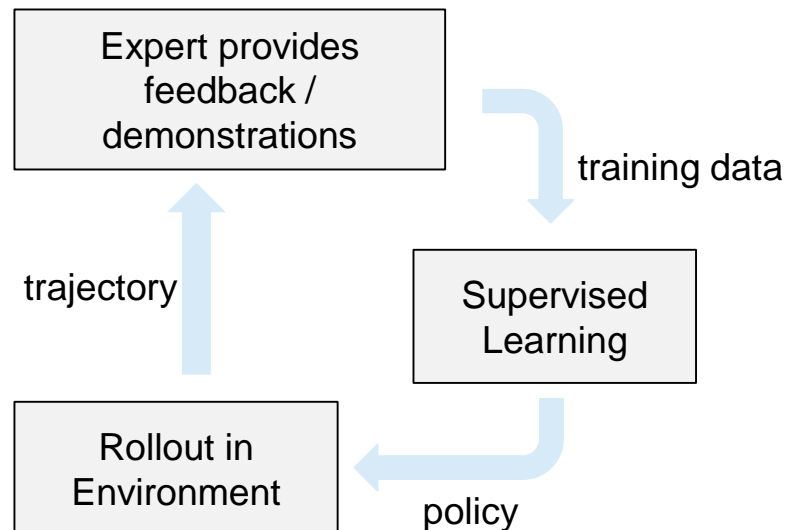 Expert provides
feedback /
demonstrations
training data
trajectory
Supervised
Learning
Rollout in
Environment
policy